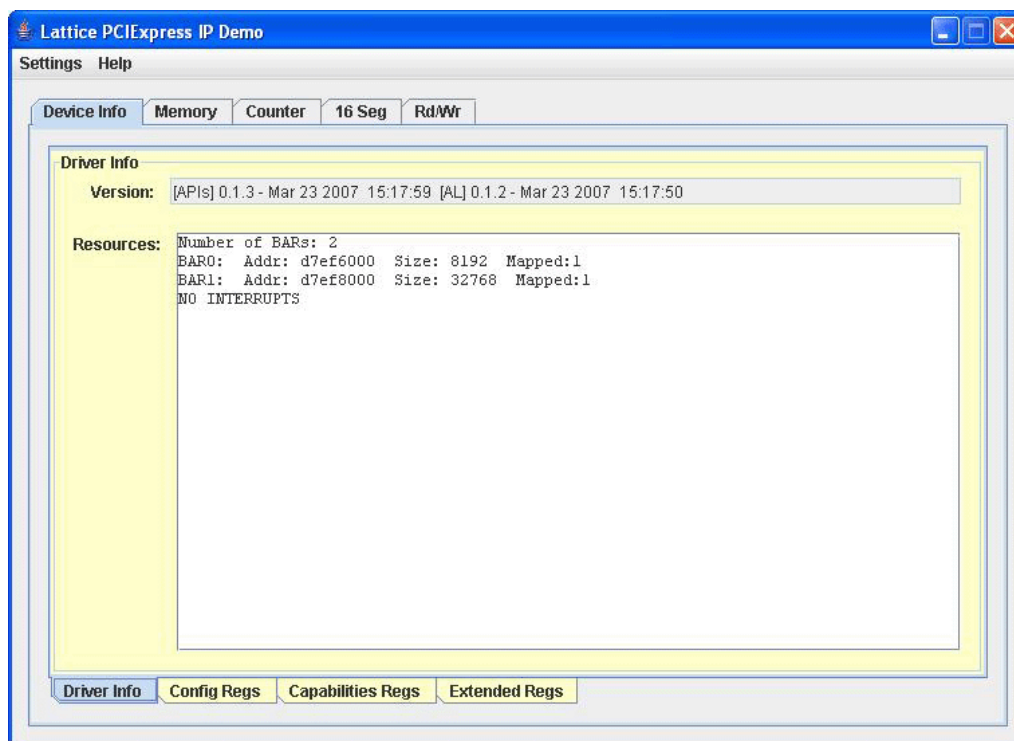 Lattice PCIExpress IP Demo
Settings Help
Device Info Memory Counter 16 Seg Rd/Wr
Driver Info
Version: [APIs] 0.1.3 - Mar 23 2007 15:17:59 [AL] 0.1.2 - Mar 23 2007 15:17:50
Resources: Number of BARs: 2
BAR0: Addr: d7ef6000 Size: 8192 Mapped:1
BAR1: Addr: d7ef8000 Size: 32768 Mapped:1
NO INTERRUPTS
Driver Info Config Regs Capabilities Regs Extended Regs